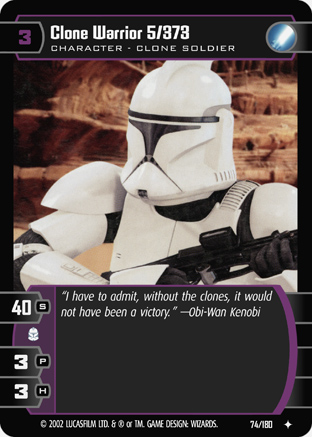 3
Clone Warrior 5/373
CHARACTER - CLONE SOLDIER
40 S
"I have to admit, without the clones, it would
not have been a victory." —Obi-Wan Kenobi
3 P
3 H
© 2002 LUCASFILM LTD. & ® or TM. GAME DESIGN: WIZARDS.
74/180